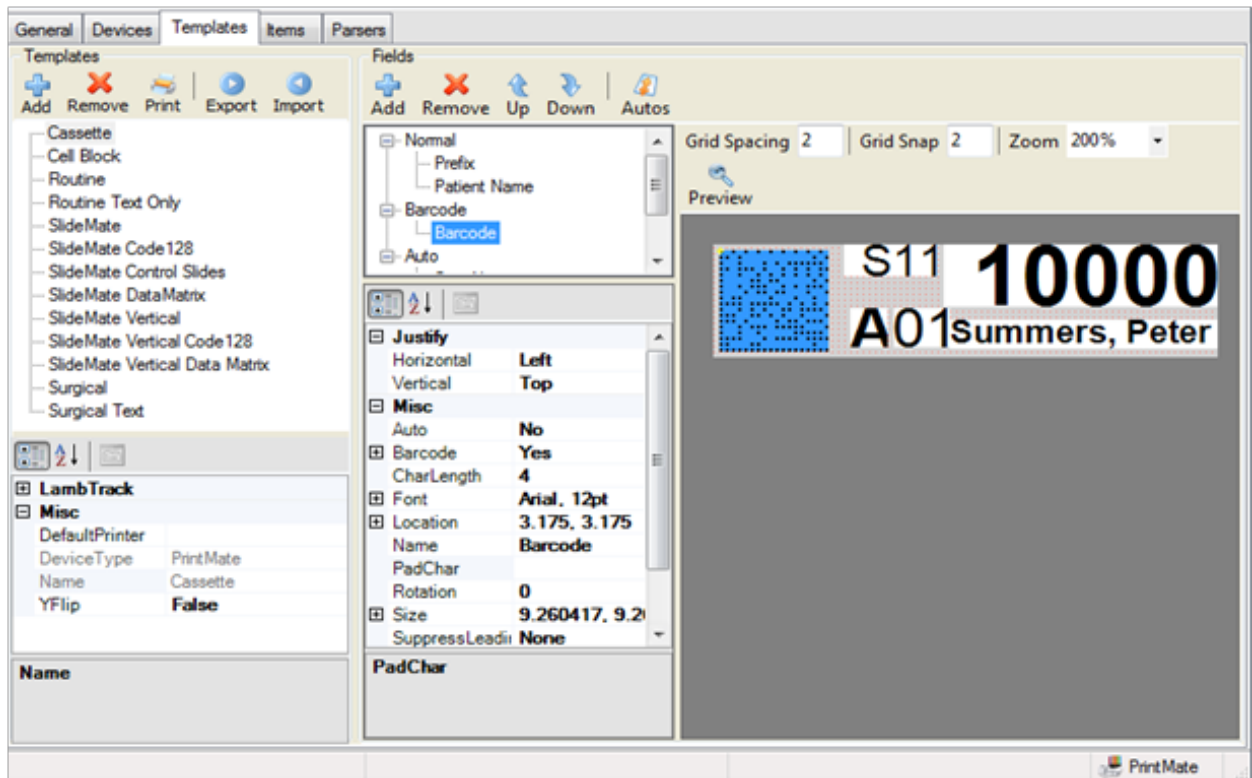 General Devices Templates Items Parsers
Templates
Add Remove Print Export Import
Cassette
Cell Block
Routine
Routine Text Only
SlideMate
SlideMate Code128
SlideMate Control Slides
SlideMate DataMatrix
SlideMate Vertical
SlideMate Vertical Code128
SlideMate Vertical Data Matrix
Surgical
Surgical Text
LambTrack
Misc
DefaultPrinter
DeviceType PrintMate
Name Cassette
YFlip False
Name
Fields
Add Remove Up Down Autos
Normal
Prefix
Patient Name
Barcode
Barcode
Auto
Justify
Horizontal Left
Vertical Top
Misc
Auto No
Barcode Yes
CharLength 4
Font Arial, 12pt
Location 3.175, 3.175
Name Barcode
PadChar
Rotation 0
Size 9.260417, 9.2
SuppressLeadi None
PadChar
Grid Spacing 2 Grid Snap 2 Zoom 200%
Preview
S11 10000
A01 Summers, Peter
PrintMate